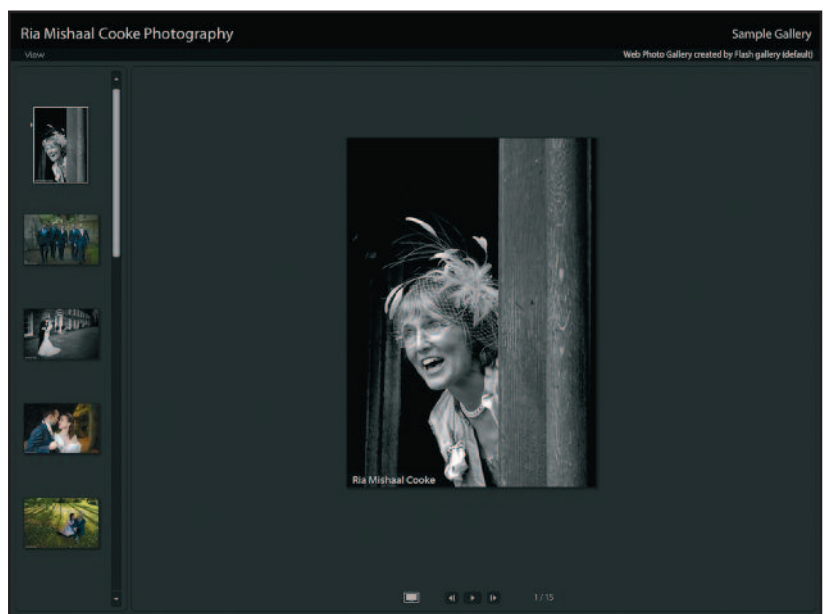 Ria Mishaal Cooke Photography
Sample Gallery
View
Web Photo Gallery created by Flash gallery (default)
Ria Mishaal Cooke
1 / 15